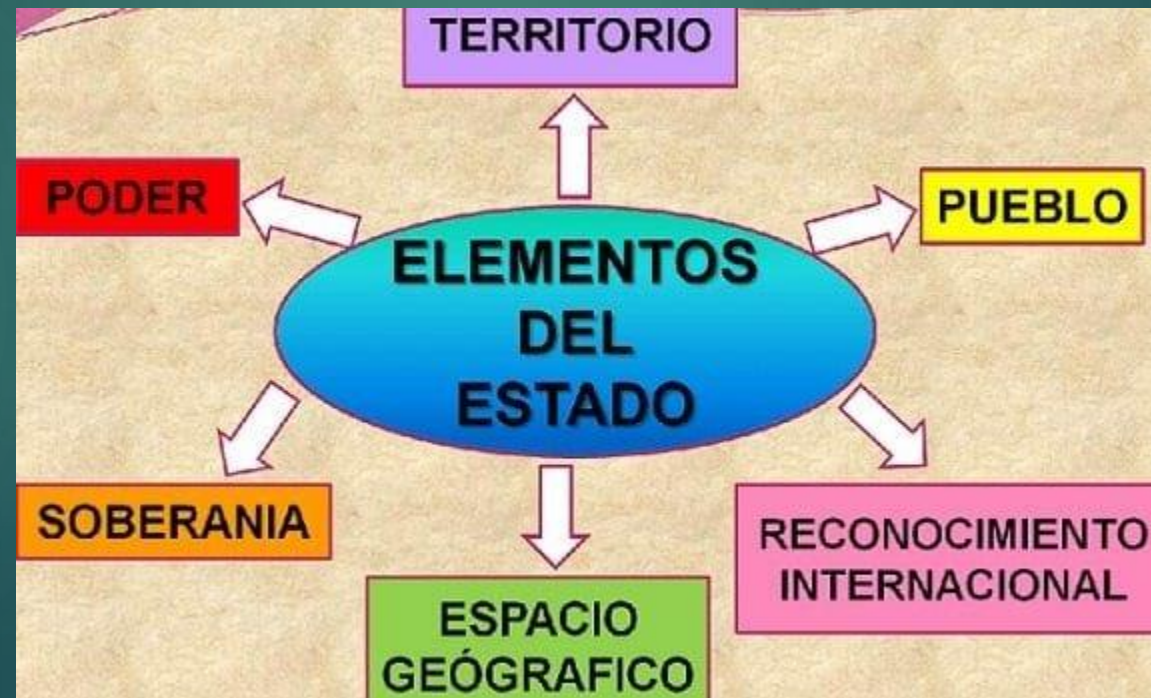 TERRITORIO
PODER
PUEBLO
ELEMENTOS
DEL
ESTADO
SOBERANIA
RECONOCIMIENTO
INTERNACIONAL
ESPACIO
GEÓGRAFICO